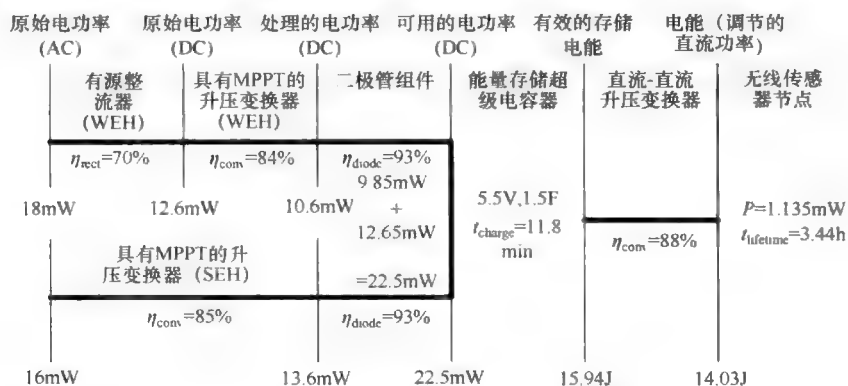 原始电功率 原始电功率 处理的电功率 可用的电功率 有效的存储 电能（调节的
(AC) (DC) (DC) (DC) 电能 直流功率）
有源整 具有MPPT的 二极管组件 能量存储超 直流-直流 无线传感
流器 升压变换器 级电容器 升压变换器 器节点
(WEH) (WEH)
η_rect=70% η_con=84% η_diode=93%
9.85mW
18mW 12.6mW 10.6mW + 5.5V,1.5F P=1.135mW
12.65mW t_charge=11.8 η_con=88% t_lifetime=3.44h
具有MPPT的升 min
压变换器（SEH） =22.5mW
η_con=85% η_diode=93%
16mW 13.6mW 22.5mW 15.94J 14.03J